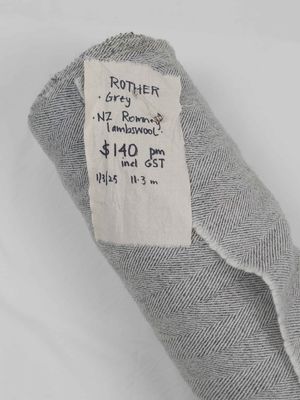 ROTHER
• Grey
• NZ Romney
lambswool.
$140 pm
incl GST
1/3/25 11.3 m